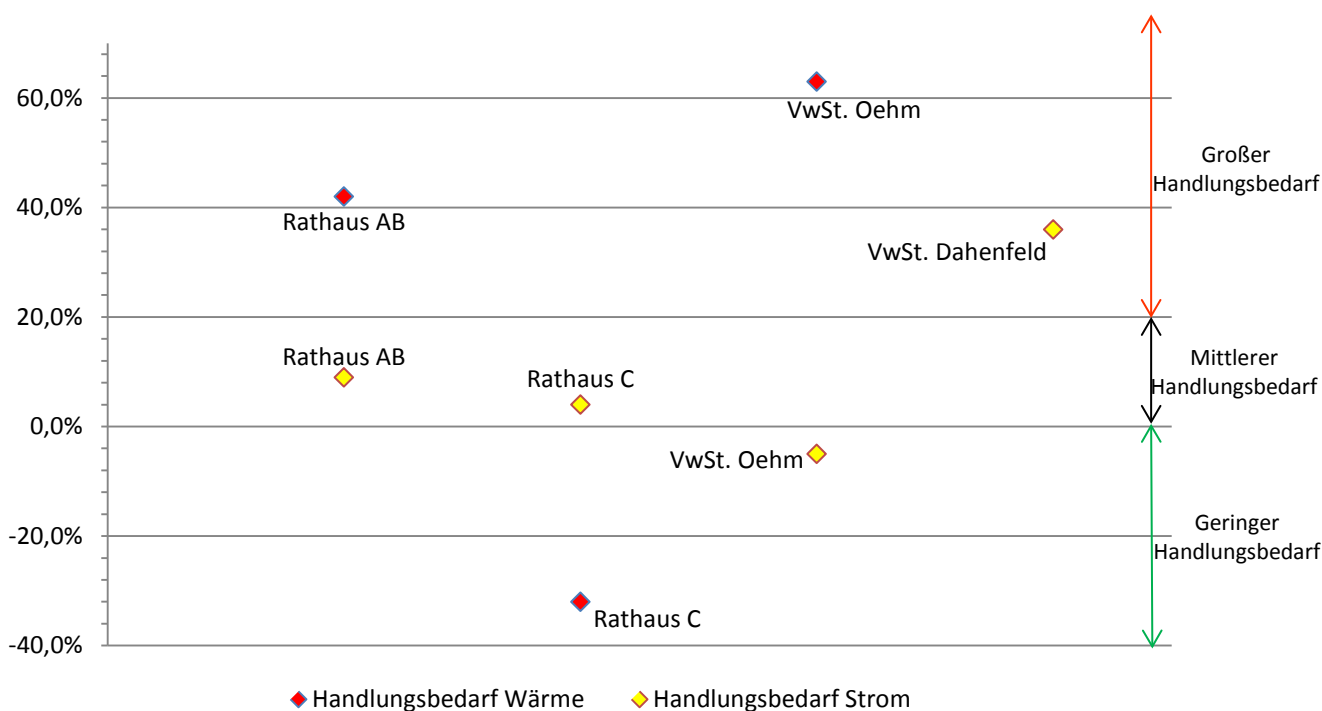 60,0%
40,0%
20,0%
0,0%
-20,0%
-40,0%
VwSt. Oehm
Rathaus AB
VwSt. Dahenfeld
Rathaus AB
Rathaus C
VwSt. Oehm
Rathaus C
Großer
Handlungsbedarf
Mittlerer
Handlungsbedarf
Geringer
Handlungsbedarf
Handlungsbedarf Wärme
Handlungsbedarf Strom